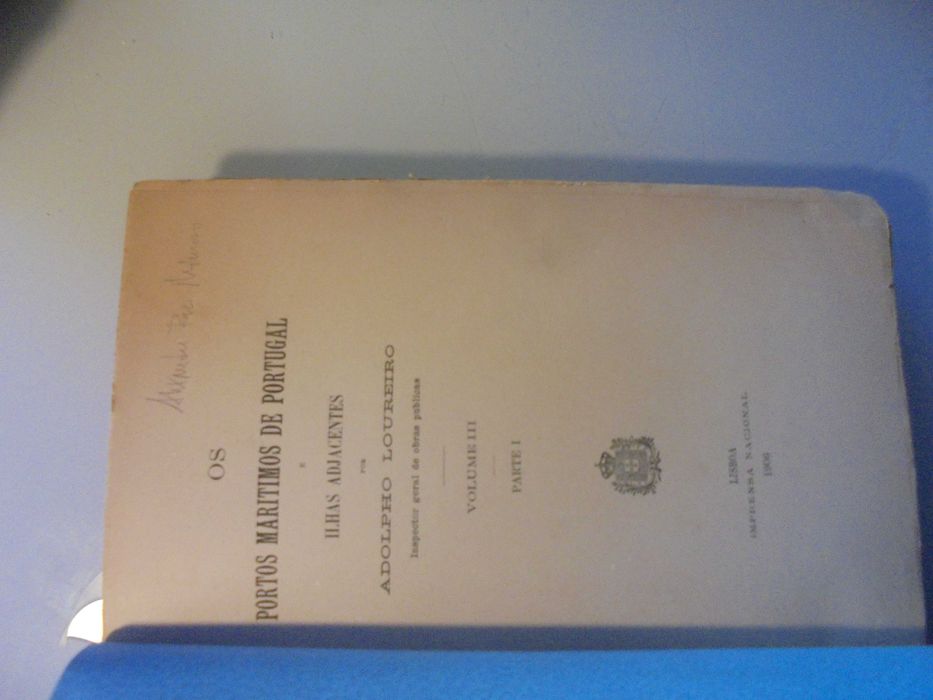 OS
PORTOS MARITIMOS DE PORTUGAL
E
ILHAS ADJACENTES
POR
ADOLPHO LOUREIRO
Inspector geral de obras publicas
VOLUME III
PARTE I
LISBOA
IMPRENSA NACIONAL
1906